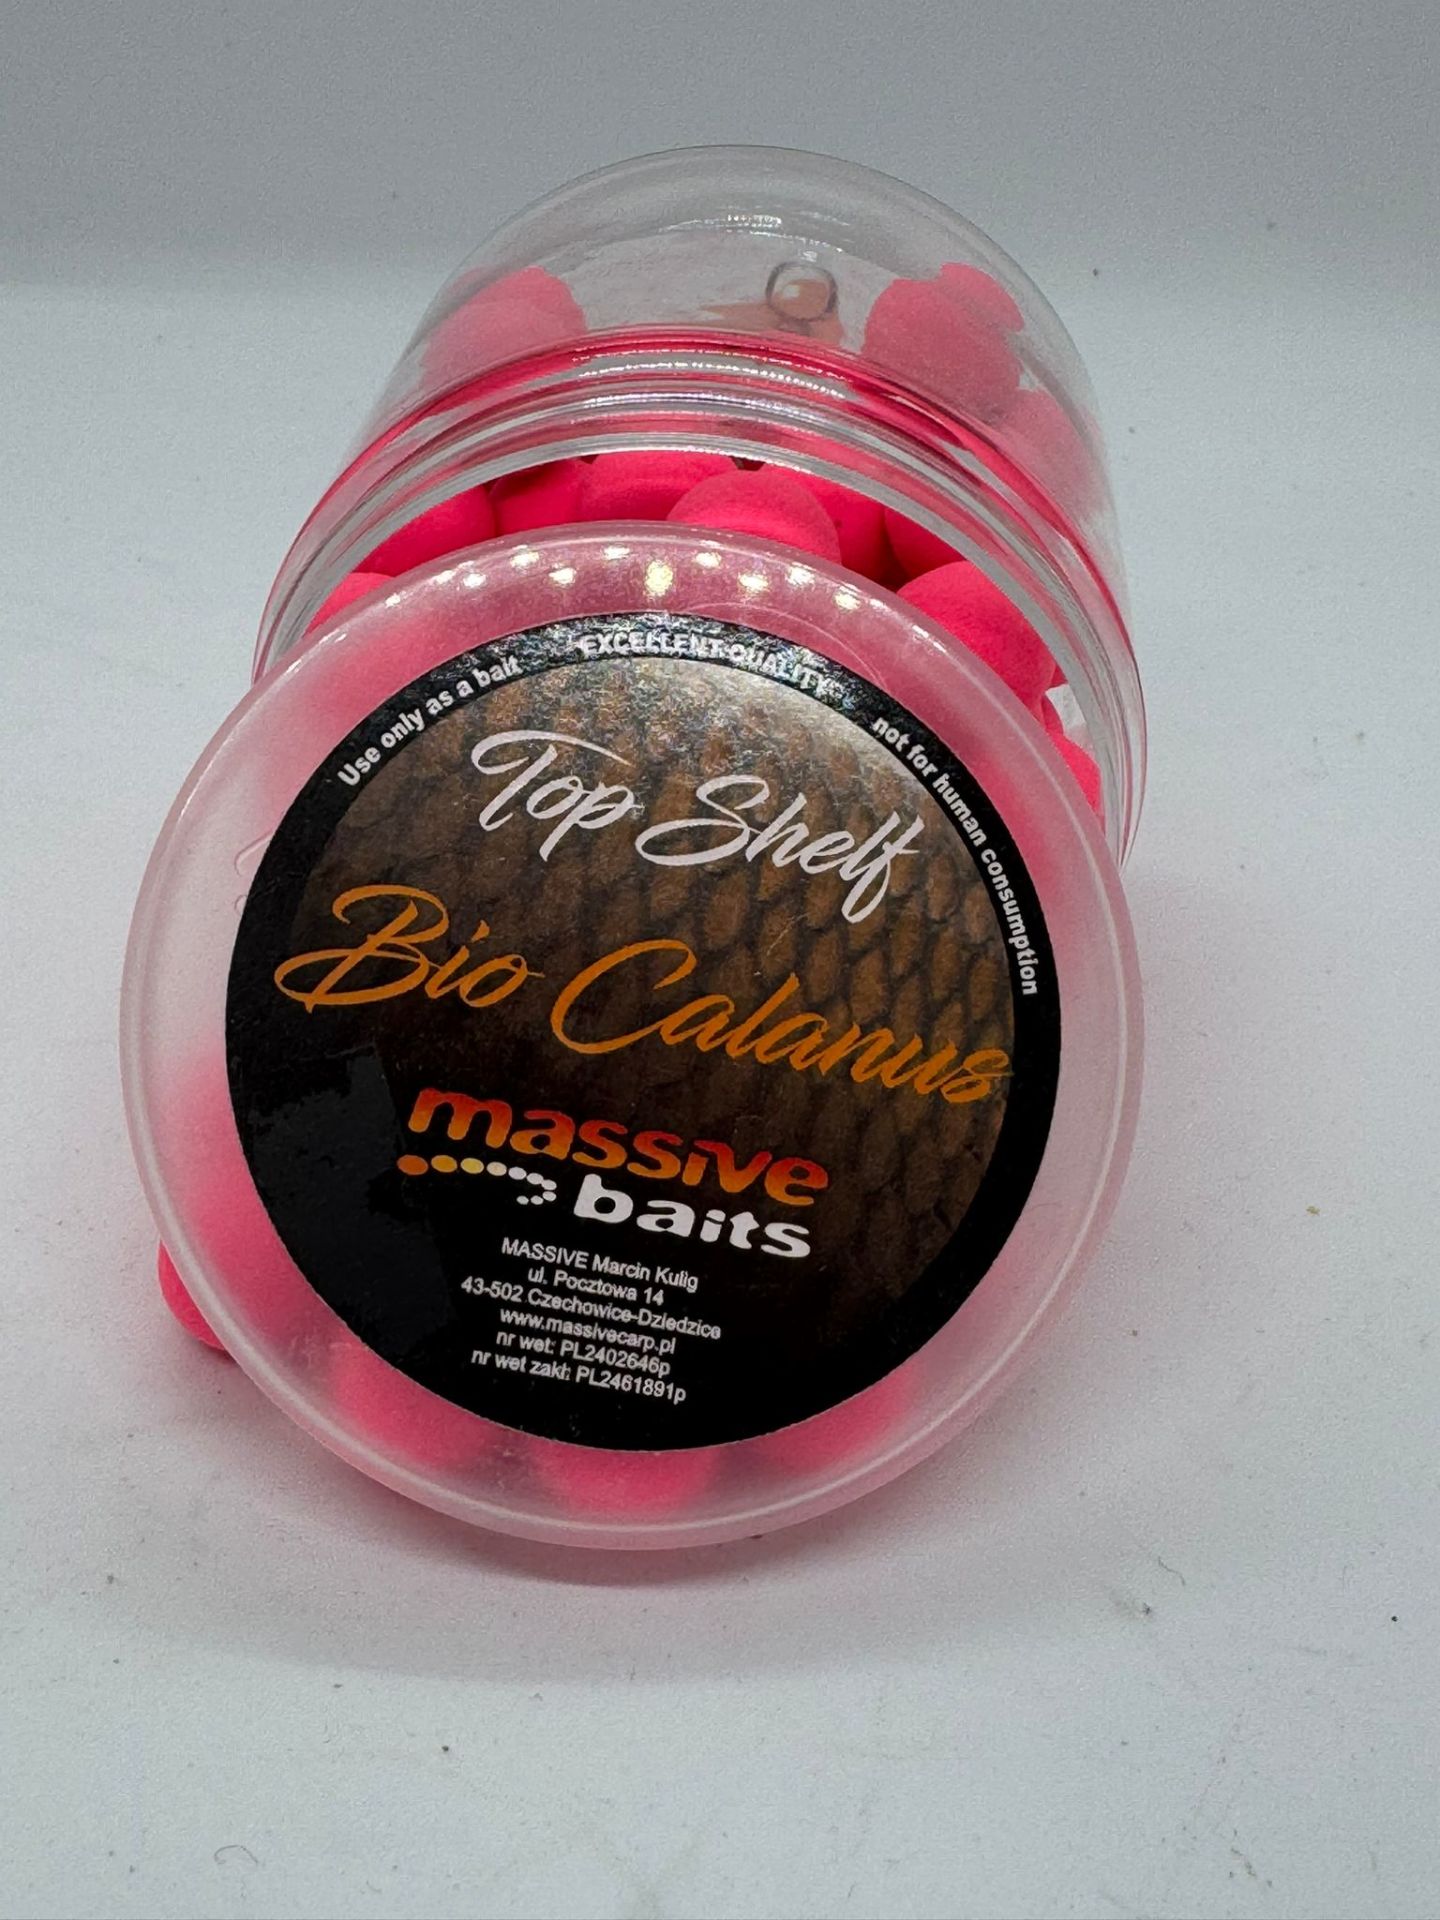 Use only as a bait
EXCELLENT QUALITY
not for human consumption
Top Shelf
Bio Calanus
massive
baits
MASSIVE Marcin Kulig
ul. Pocztowa 14
43-502 Czechowice-Dziedzice
www.massivecarp.pl
nr wet: PL2402646p
nr wet zakł: PL2461891p